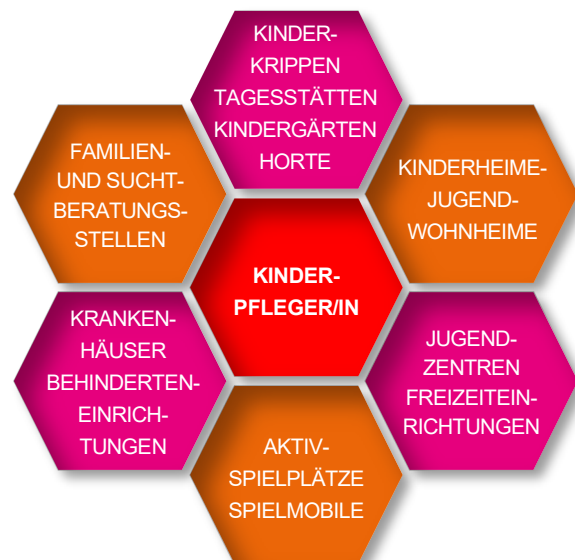 KINDER-
KRIPPEN
TAGESSTÄTTEN
KINDERGÄRTEN
HORTE
FAMILIEN-
UND SUCHT-
BERATUNGS-
STELLEN
KINDERHEIME-
JUGEND-
WOHNHEIME
KINDER-
PFLEGER/IN
KRANKEN-
HÄUSER
BEHINDERTEN-
EINRICH-
TUNGEN
JUGEND-
ZENTREN
FREIZEITEIN-
RICHTUNGEN
AKTIV-
SPIELPLÄTZE
SPIELMOBILE